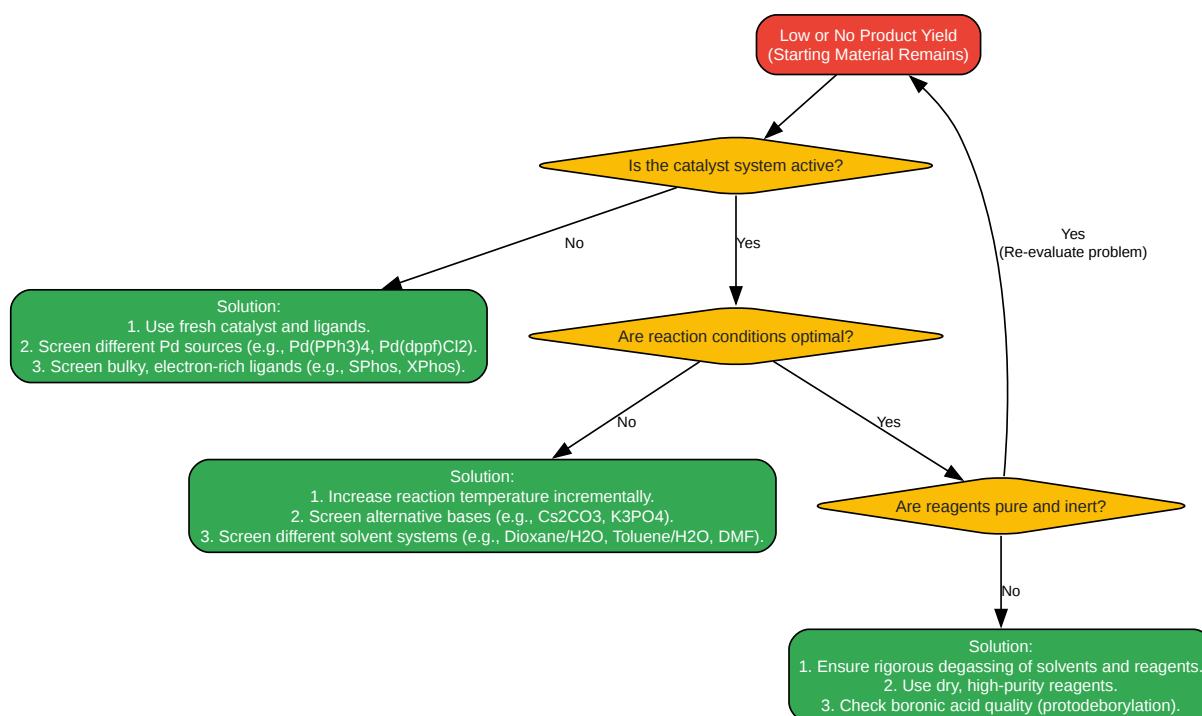 Low or No Product Yield
(Starting Material Remains)
Is the catalyst system active?
No
Yes
Yes
(Re-evaluate problem)
Solution:
1. Use fresh catalyst and ligands.
2. Screen different Pd sources (e.g., Pd(PPh3)4, Pd(dppf)Cl2).
3. Screen bulky, electron-rich ligands (e.g., SPhos, XPhos).
Are reaction conditions optimal?
No
Yes
Solution:
1. Increase reaction temperature incrementally.
2. Screen alternative bases (e.g., Cs2CO3, K3PO4).
3. Screen different solvent systems (e.g., Dioxane/H2O, Toluene/H2O, DMF).
Are reagents pure and inert?
No
Solution:
1. Ensure rigorous degassing of solvents and reagents.
2. Use dry, high-purity reagents.
3. Check boronic acid quality (protodeborylation).